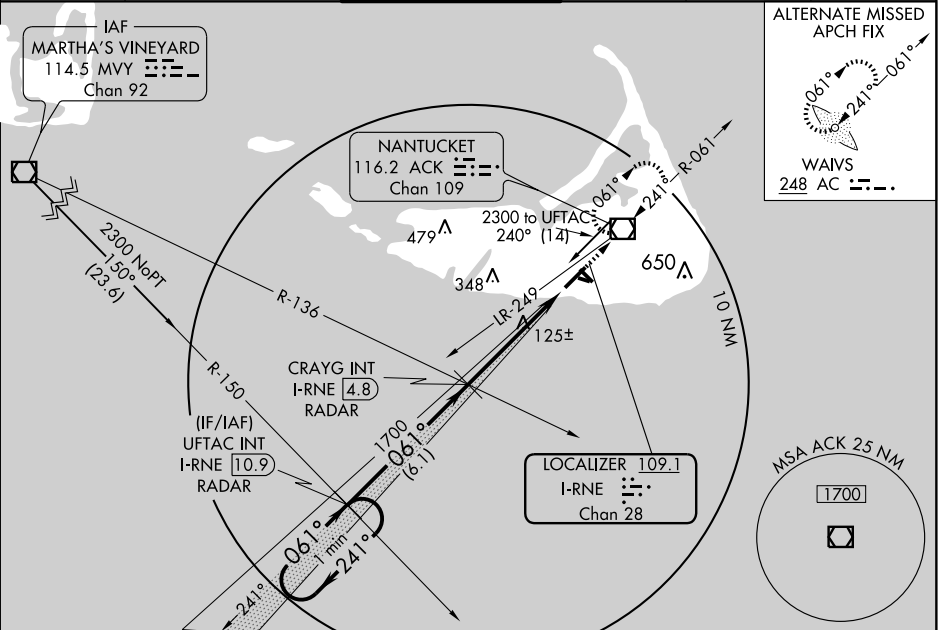 IAF
MARTHA'S VINEYARD
114.5 MVY
Chan 92
ALTERNATE MISSED
APCH FIX
061°
061°
241°
WAIVS
248 AC
NANTUCKET
116.2 ACK
Chan 109
R-061
061°
241°
2300 to UFTAC
240° (14)
479
348
650
2300 NoPT
150°
(23.6)
R-136
LR-249
125±
10 NM
R-150
CRAYG INT
I-RNE 4.8
RADAR
(IF/IAF)
UFTAC INT
I-RNE 10.9
RADAR
1700
061°
(6.1)
LOCALIZER 109.1
I-RNE
Chan 28
MSA ACK 25 NM
1700
061°
1 min
241°
241°